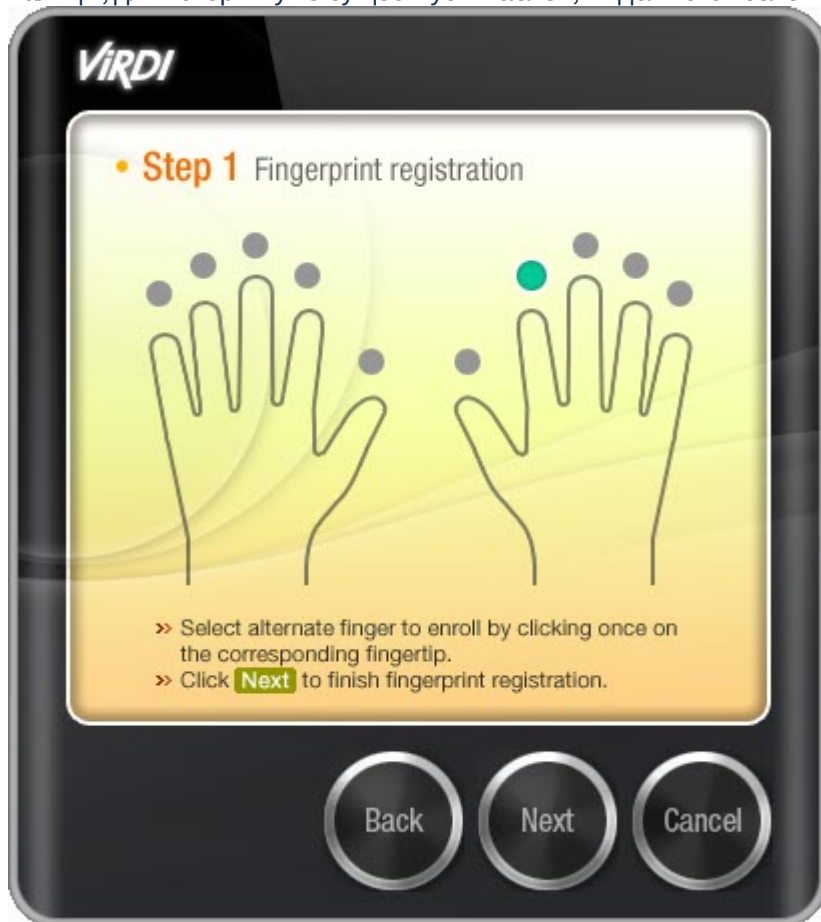 ViRDI
• Step 1 Fingerprint registration
» Select alternate finger to enroll by clicking once on
the corresponding fingertip.
» Click Next to finish fingerprint registration.
Back Next Cancel